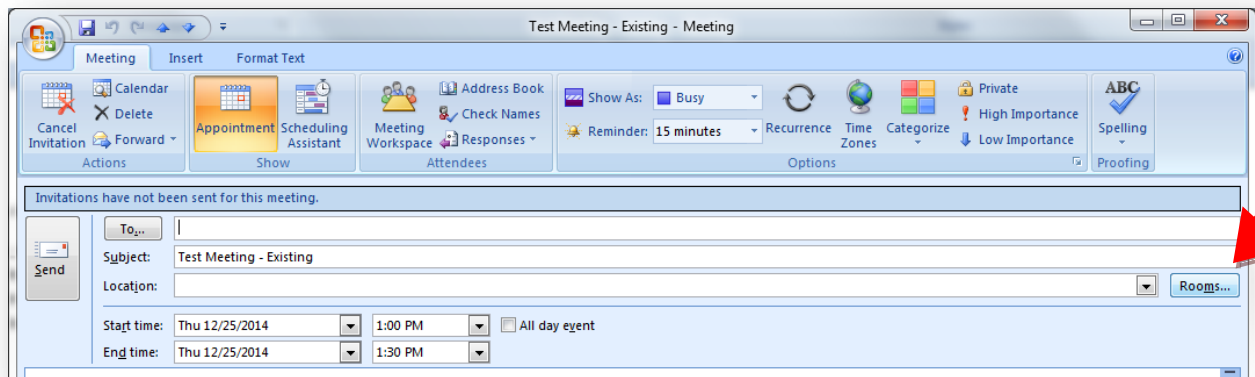 Test Meeting - Existing - Meeting
Meeting Insert Format Text
Cancel Invitation
Calendar
Delete
Forward
Actions
Appointment
Scheduling Assistant
Show
Meeting Workspace
Address Book
Check Names
Responses
Attendees
Show As: Busy
Reminder: 15 minutes
Recurrence
Time Zones
Categorize
Private
High Importance
Low Importance
Options
ABC
Spelling
Proofing
Invitations have not been sent for this meeting.
Send
To...
Subject: Test Meeting - Existing
Location: Rooms...
Start time: Thu 12/25/2014 1:00 PM All day event
End time: Thu 12/25/2014 1:30 PM